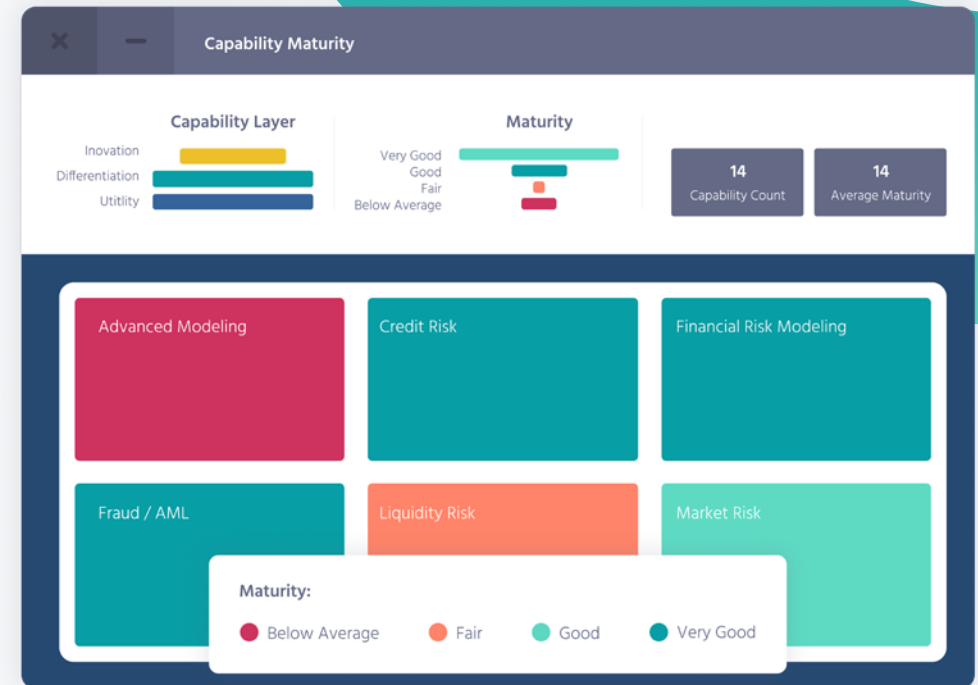 Capability Maturity
Capability Layer
Inovation
Differentiation
Utitlity
Maturity
Very Good
Good
Fair
Below Average
14
Capability Count
14
Average Maturity
Advanced Modeling
Credit Risk
Financial Risk Modeling
Fraud / AML
Liquidity Risk
Market Risk
Maturity:
Below Average
Fair
Good
Very Good